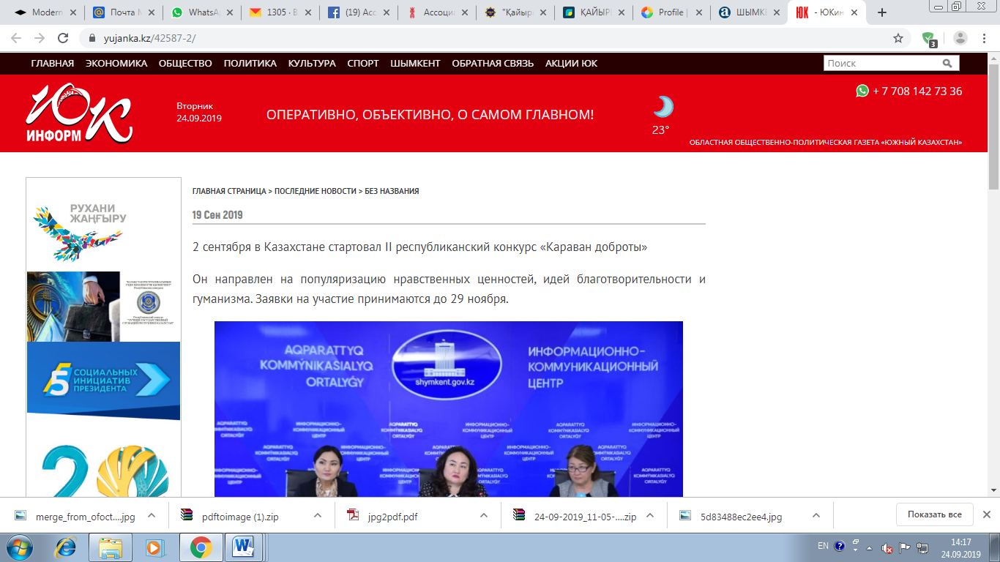 Modern
Почта M
WhatsA
1305 · В
(19) Асс
Ассоци
"Қайыр
ҚАЙЫР
Profile |
ШЫМК
- ЮКин
yujanka.kz/42587-2/
3
ГЛАВНАЯ ЭКОНОМИКА ОБЩЕСТВО ПОЛИТИКА КУЛЬТУРА СПОРТ ШЫМКЕНТ ОБРАТНАЯ СВЯЗЬ АКЦИИ ЮК
Поиск
ЮК
ИНФОРМ
Вторник
24.09.2019
ОПЕРАТИВНО, ОБЪЕКТИВНО, О САМОМ ГЛАВНОМ!
23°
+ 7 708 142 73 36
ОБЛАСТНАЯ ОБЩЕСТВЕННО-ПОЛИТИЧЕСКАЯ ГАЗЕТА «ЮЖНЫЙ КАЗАХСТАН»
РУХАНИ
ЖАҢҒЫРУ
5 СОЦИАЛЬНЫХ
ИНИЦИАТИВ
ПРЕЗИДЕНТА
20
ГЛАВНАЯ СТРАНИЦА > ПОСЛЕДНИЕ НОВОСТИ > БЕЗ НАЗВАНИЯ
19 Сен 2019
2 сентября в Казахстане стартовал II республиканский конкурс «Караван доброты»
Он направлен на популяризацию нравственных ценностей, идей благотворительности и
гуманизма. Заявки на участие принимаются до 29 ноября.
AQPARATTYQ
KOMMÝNIKASIALYQ
ORTALYǴY
shymkent.gov.kz
ИНФОРМАЦИОННО-
КОММУНИКАЦИОННЫЙ
ЦЕНТР
merge_from_ofoct....jpg
pdftoimage (1).zip
jpg2pdf.pdf
24-09-2019_11-05-....zip
5d83488ec2ee4.jpg
Показать все
EN
14:17
24.09.2019